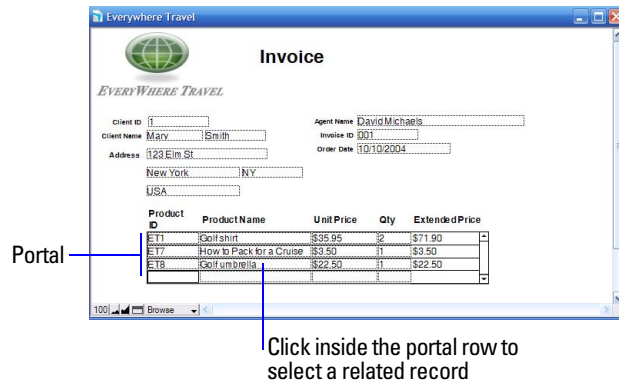 Everywhere Travel
Invoice
EVERYWHERE TRAVEL
Client ID 1
Agent Name David Michaels
Client Name Mary Smith
Invoice ID 001
Order Date 10/10/2004
Address 123 Elm St
New York NY
USA
Product ID Product Name Unit Price Qty Extended Price
ET1 Golf shirt $35.95 2 $71.90
ET7 How to Pack for a Cruise $3.50 1 $3.50
ET8 Golf umbrella $22.50 1 $22.50
Portal
100 Browse
Click inside the portal row to
select a related record